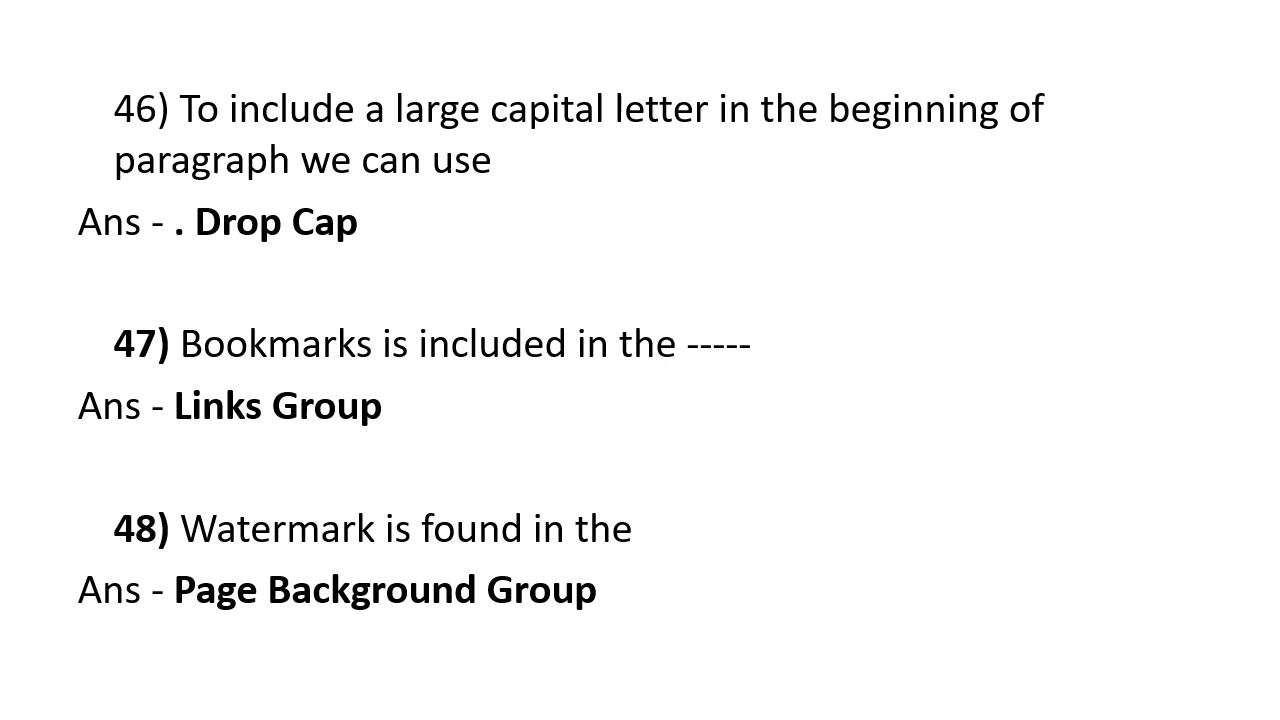 46) To include a large capital letter in the beginning of
paragraph we can use
Ans - . Drop Cap
47) Bookmarks is included in the -----
Ans - Links Group
48) Watermark is found in the
Ans - Page Background Group